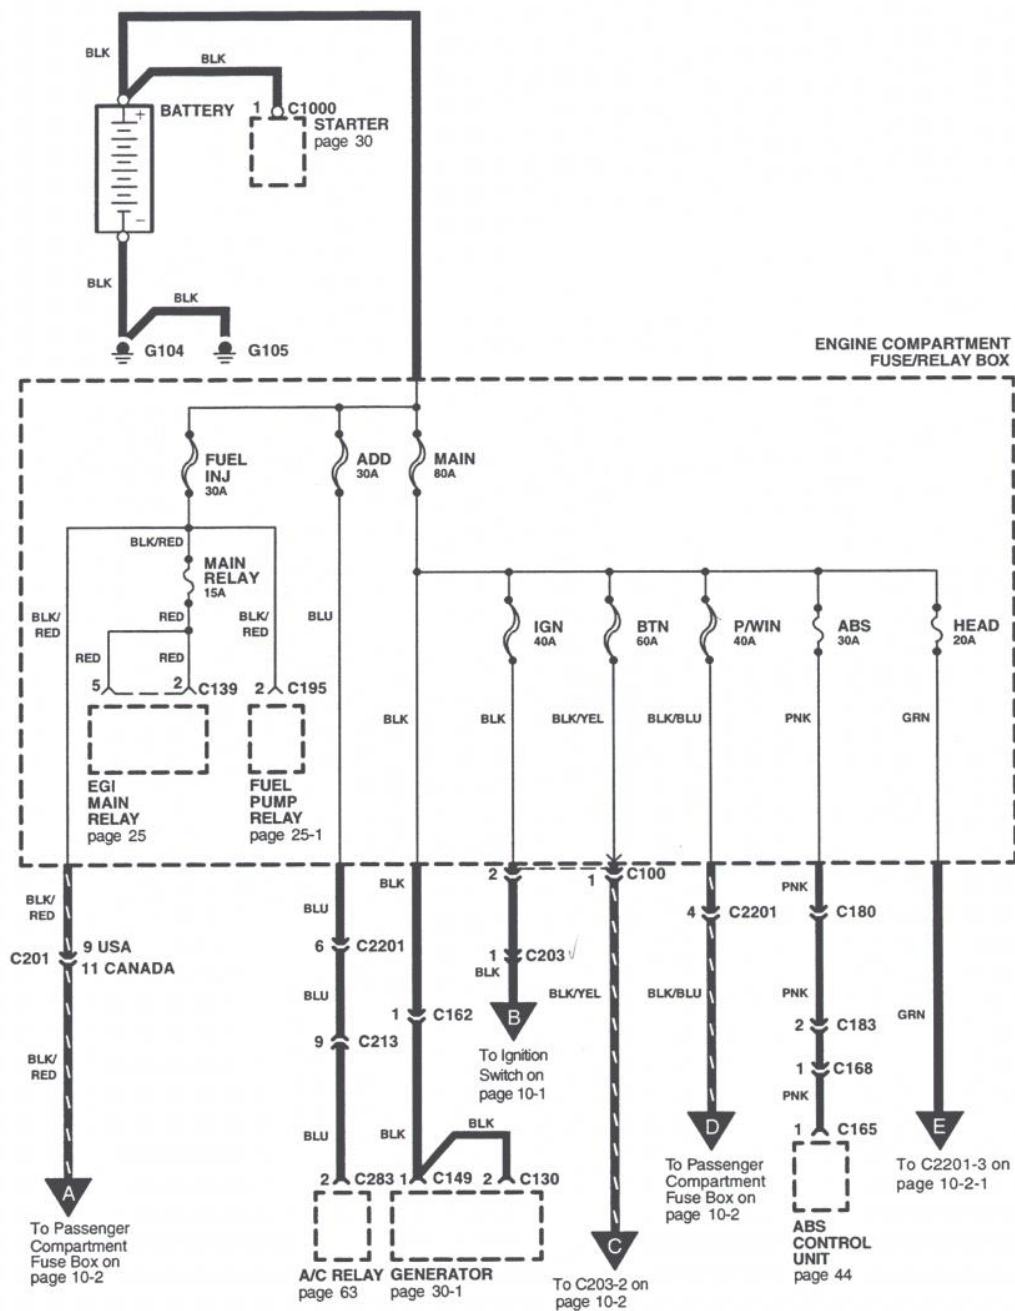 BLK
BLK
BATTERY
1 C1000
STARTER
page 30
+
−
BLK
BLK
G104
G105
ENGINE COMPARTMENT
FUSE/RELAY BOX
FUEL
INJ
30A
ADD
30A
MAIN
80A
BLK/RED
MAIN
RELAY
15A
BLK/
RED
RED
BLK/
RED
BLU
RED
RED
5
2 C139
2 C195
EGI
MAIN
RELAY
page 25
FUEL
PUMP
RELAY
page 25-1
IGN
40A
BTN
60A
P/WIN
40A
ABS
30A
HEAD
20A
BLK
BLK
BLK/YEL
BLK/BLU
PNK
GRN
BLK/
RED
C201
9 USA
11 CANADA
BLK/
RED
A
To Passenger
Compartment
Fuse Box on
page 10-2
BLU
6 C2201
BLU
9 C213
BLU
2 C283
A/C RELAY
page 63
BLK
1 C162
BLK
BLK
1 C149
2 C130
GENERATOR
page 30-1
2
1 C203
BLK
B
To Ignition
Switch on
page 10-1
1 C100
BLK/YEL
C
To C203-2 on
page 10-2
4 C2201
BLK/BLU
D
To Passenger
Compartment
Fuse Box on
page 10-2
PNK
C180
PNK
2 C183
1 C168
PNK
1 C165
ABS
CONTROL
UNIT
page 44
GRN
E
To C2201-3 on
page 10-2-1